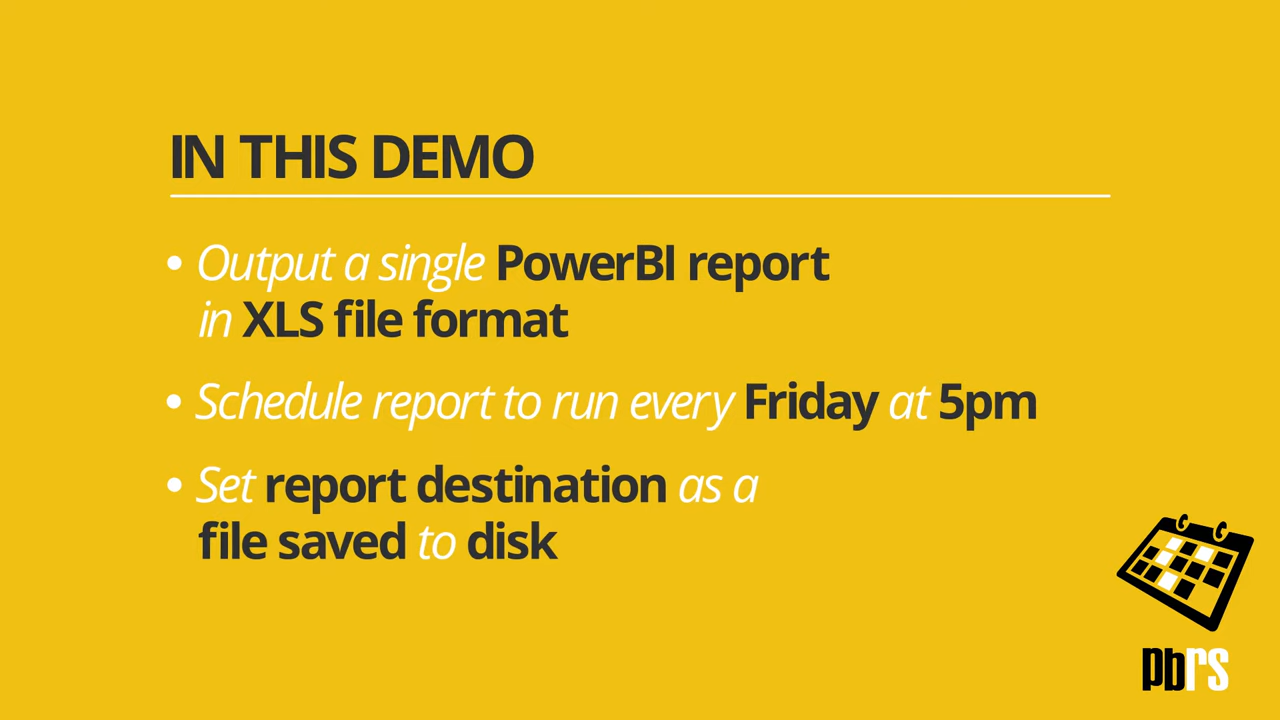 IN THIS DEMO
• Output a single PowerBI report
in XLS file format
• Schedule report to run every Friday at 5pm
• Set report destination as a
file saved to disk
pbrs